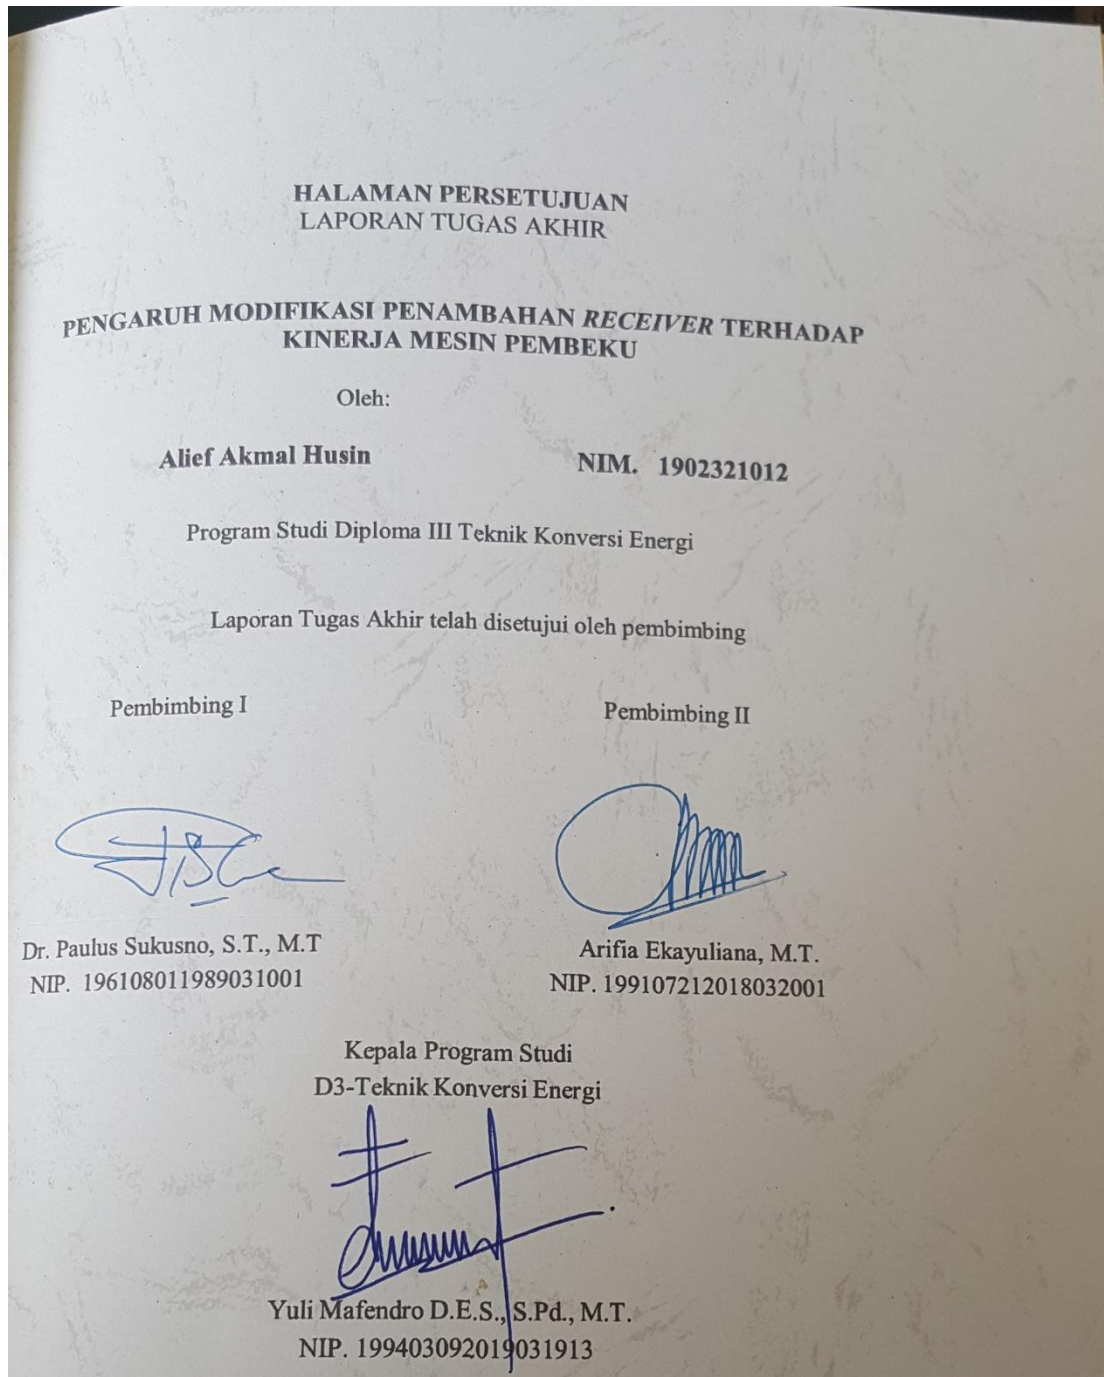 HALAMAN PERSETUJUAN
LAPORAN TUGAS AKHIR
PENGARUH MODIFIKASI PENAMBAHAN RECEIVER TERHADAP
KINERJA MESIN PEMBEKU
Oleh:
Alief Akmal Husin NIM. 1902321012
Program Studi Diploma III Teknik Konversi Energi
Laporan Tugas Akhir telah disetujui oleh pembimbing
Pembimbing I Pembimbing II
Dr. Paulus Sukusno, S.T., M.T Arifia Ekayuliana, M.T.
NIP. 196108011989031001 NIP. 199107212018032001
Kepala Program Studi
D3-Teknik Konversi Energi
Yuli Mafendro D.E.S., S.Pd., M.T.
NIP. 199403092019031913